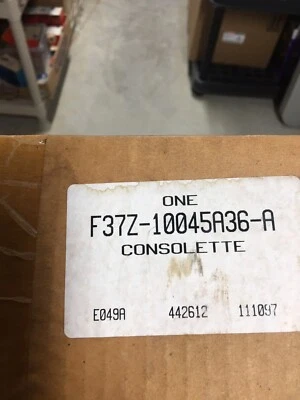 ONE
F37Z-10045A36-A
CONSOLETTE
E049A 442612 111097